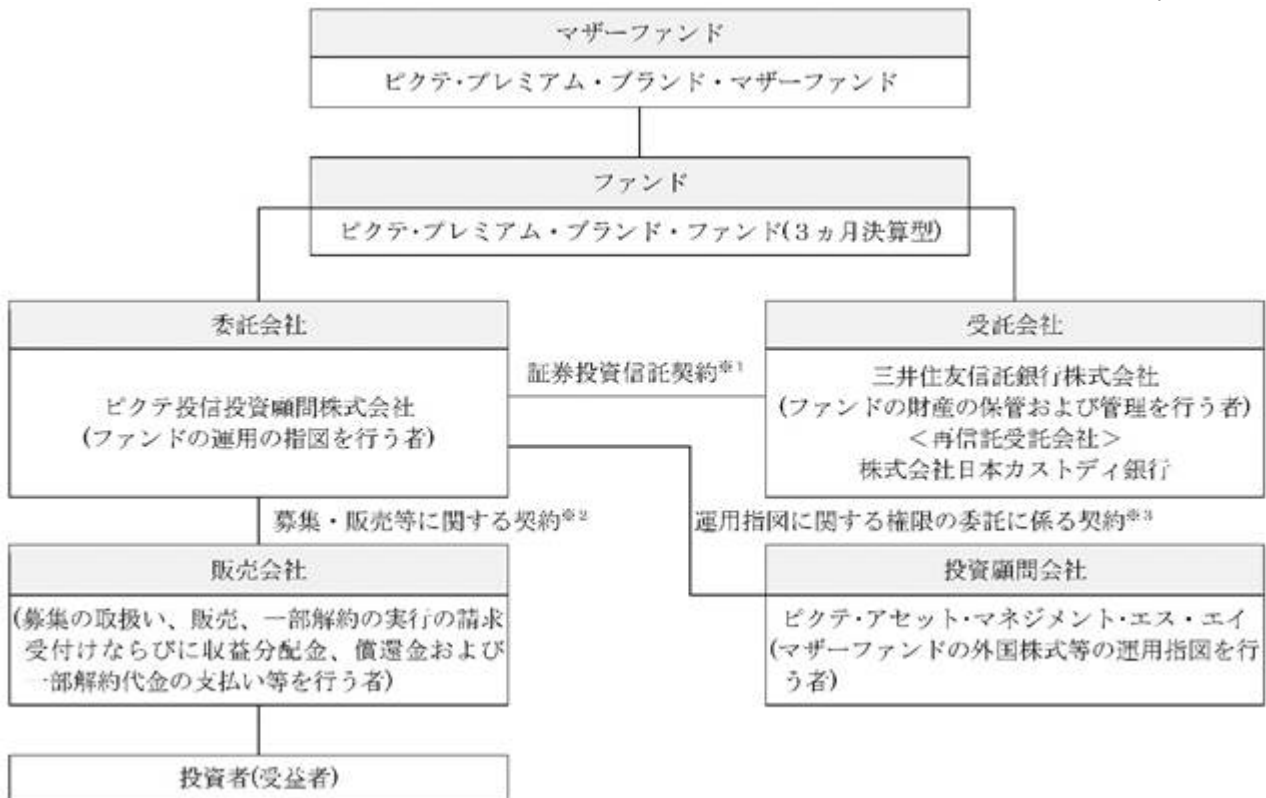 マザーファンド
ピクテ・プレミアム・ブランド・マザーファンド
ファンド
ピクテ・プレミアム・ブランド・ファンド(3ヵ月決算型)
委託会社
ピクテ投信投資顧問株式会社
(ファンドの運用の指図を行う者)
証券投資信託契約※1
受託会社
三井住友信託銀行株式会社
(ファンドの財産の保管および管理を行う者)
<再信託受託会社>
株式会社日本カストディ銀行
募集・販売等に関する契約※2
運用指図に関する権限の委託に係る契約※3
販売会社
(募集の取扱い、販売、一部解約の実行の請求
受付けならびに収益分配金、償還金および
一部解約代金の支払い等を行う者)
投資顧問会社
ピクテ・アセット・マネジメント・エス・エイ
(マザーファンドの外国株式等の運用指図を行
う者)
投資者(受益者)